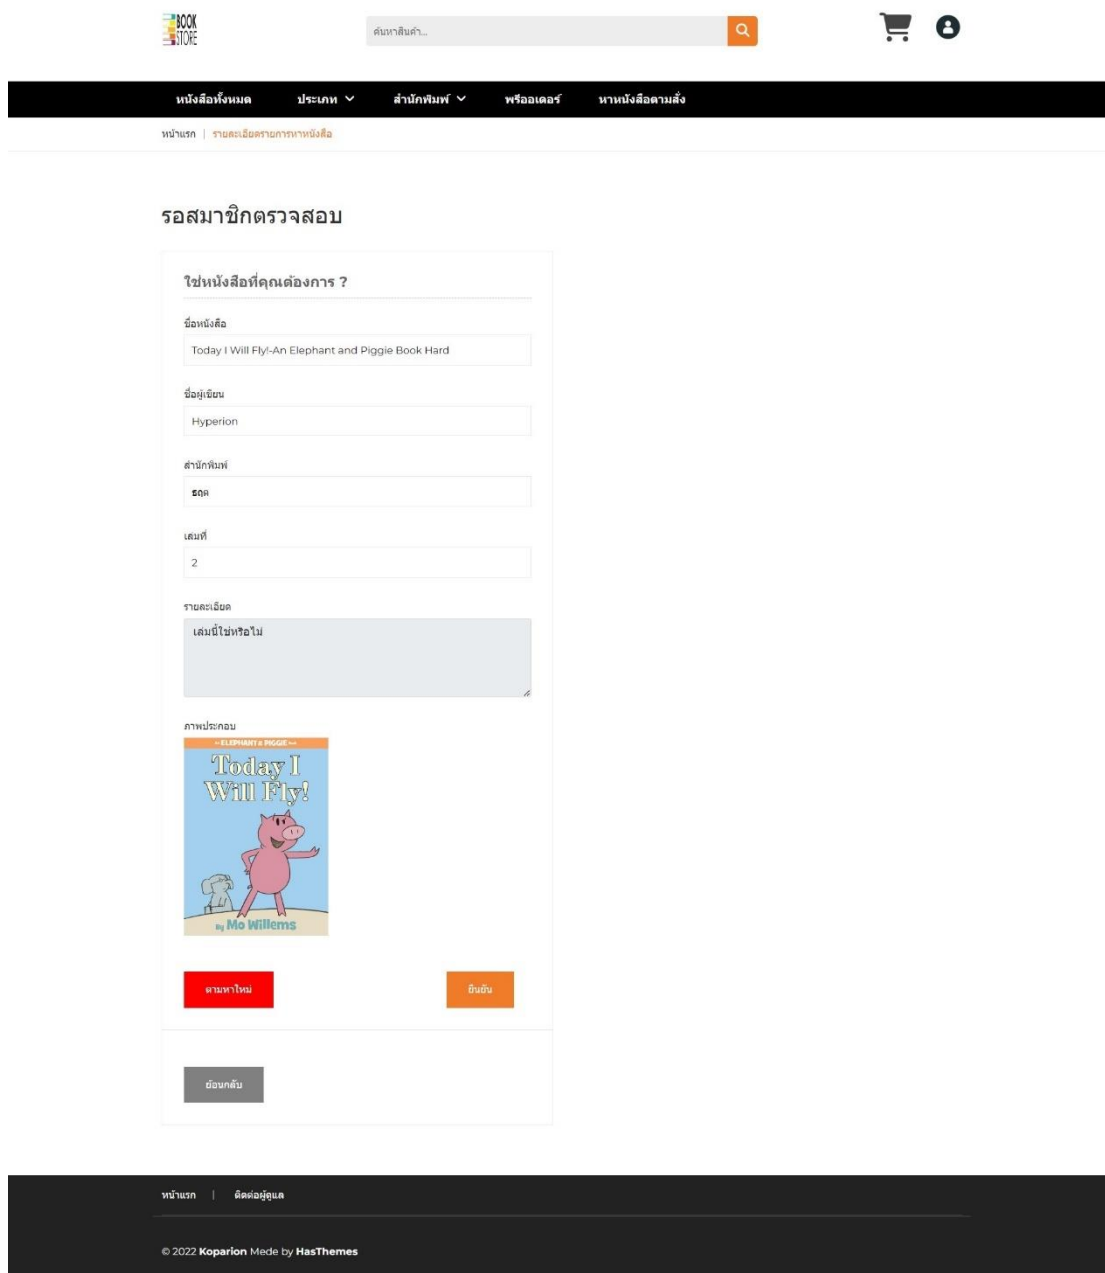 BOOK
STORE
ค้นหาสินค้า...
หนังสือทั้งหมด ประเภท สำนักพิมพ์ พรีออเดอร์ หาหนังสือตามสั่ง
หน้าแรก | รายละเอียดรายการหาหนังสือ
รอสมาชิกตรวจสอบ
ใช่หนังสือที่คุณต้องการ ?
ชื่อหนังสือ
Today I Will Fly!-An Elephant and Piggie Book Hard
ชื่อผู้เขียน
Hyperion
สำนักพิมพ์
ธฤต
เล่มที่
2
รายละเอียด
เล่มนี้ใช่หรือไม่
ภาพประกอบ
ELEPHANT & PIGGIE
Today I
Will Fly!
By Mo Willems
ตามหาใหม่ ยืนยัน
ย้อนกลับ
หน้าแรก | ติดต่อผู้ดูแล
© 2022 Koparion Mede by HasThemes